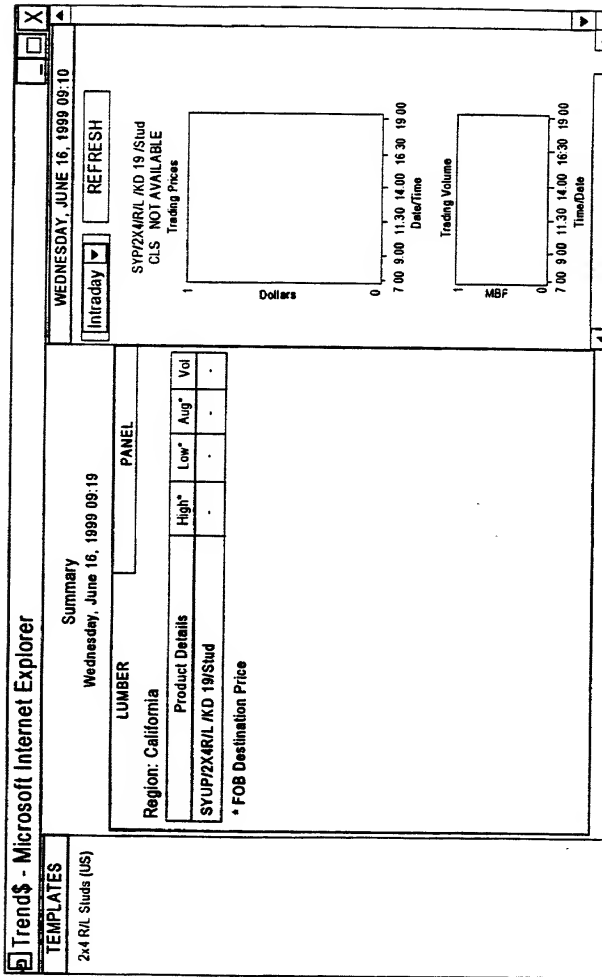 Trend$ - Microsoft Internet Explorer
TEMPLATES
2x4 R/L Studs (US)
Summary
Wednesday, June 16, 1999 09:19
LUMBER
PANEL
Region: California
Product Details High* Low* Aug* Vol
SYUP/2X4R/L /KD 19/Stud - - - -
* FOB Destination Price
WEDNESDAY, JUNE 16, 1999 09:10
Intraday
REFRESH
SYP/2X4/R/L /KD 19 /Stud
CLS NOT AVAILABLE
Trading Prices
1
Dollars
0
7 00 9.00 11.30 14.00 16 30 19 00
Date/Time
Tradng Volume
1
MBF
0
7 00 9 00 11.30 14.00 16:30 19 00
Time/Date